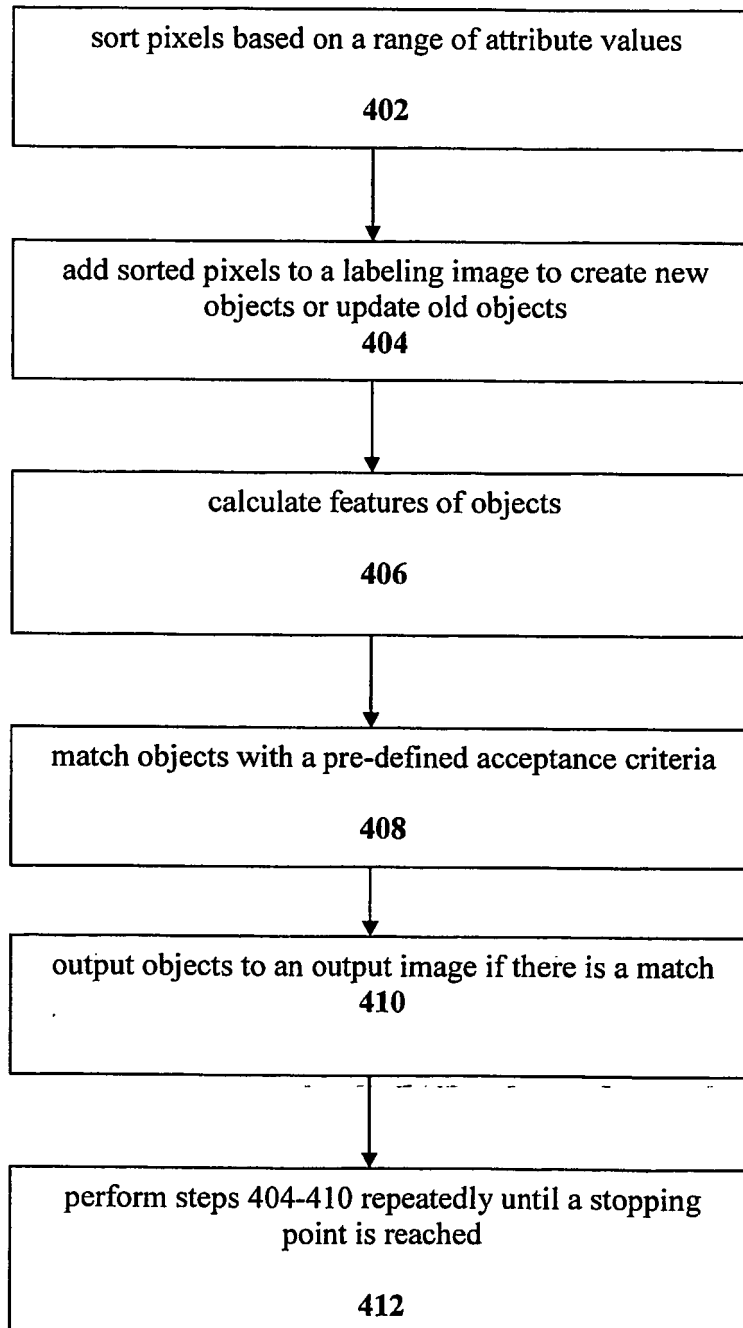 sort pixels based on a range of attribute values
402
add sorted pixels to a labeling image to create new
objects or update old objects
404
calculate features of objects
406
match objects with a pre-defined acceptance criteria
408
output objects to an output image if there is a match
410
perform steps 404-410 repeatedly until a stopping
point is reached
412